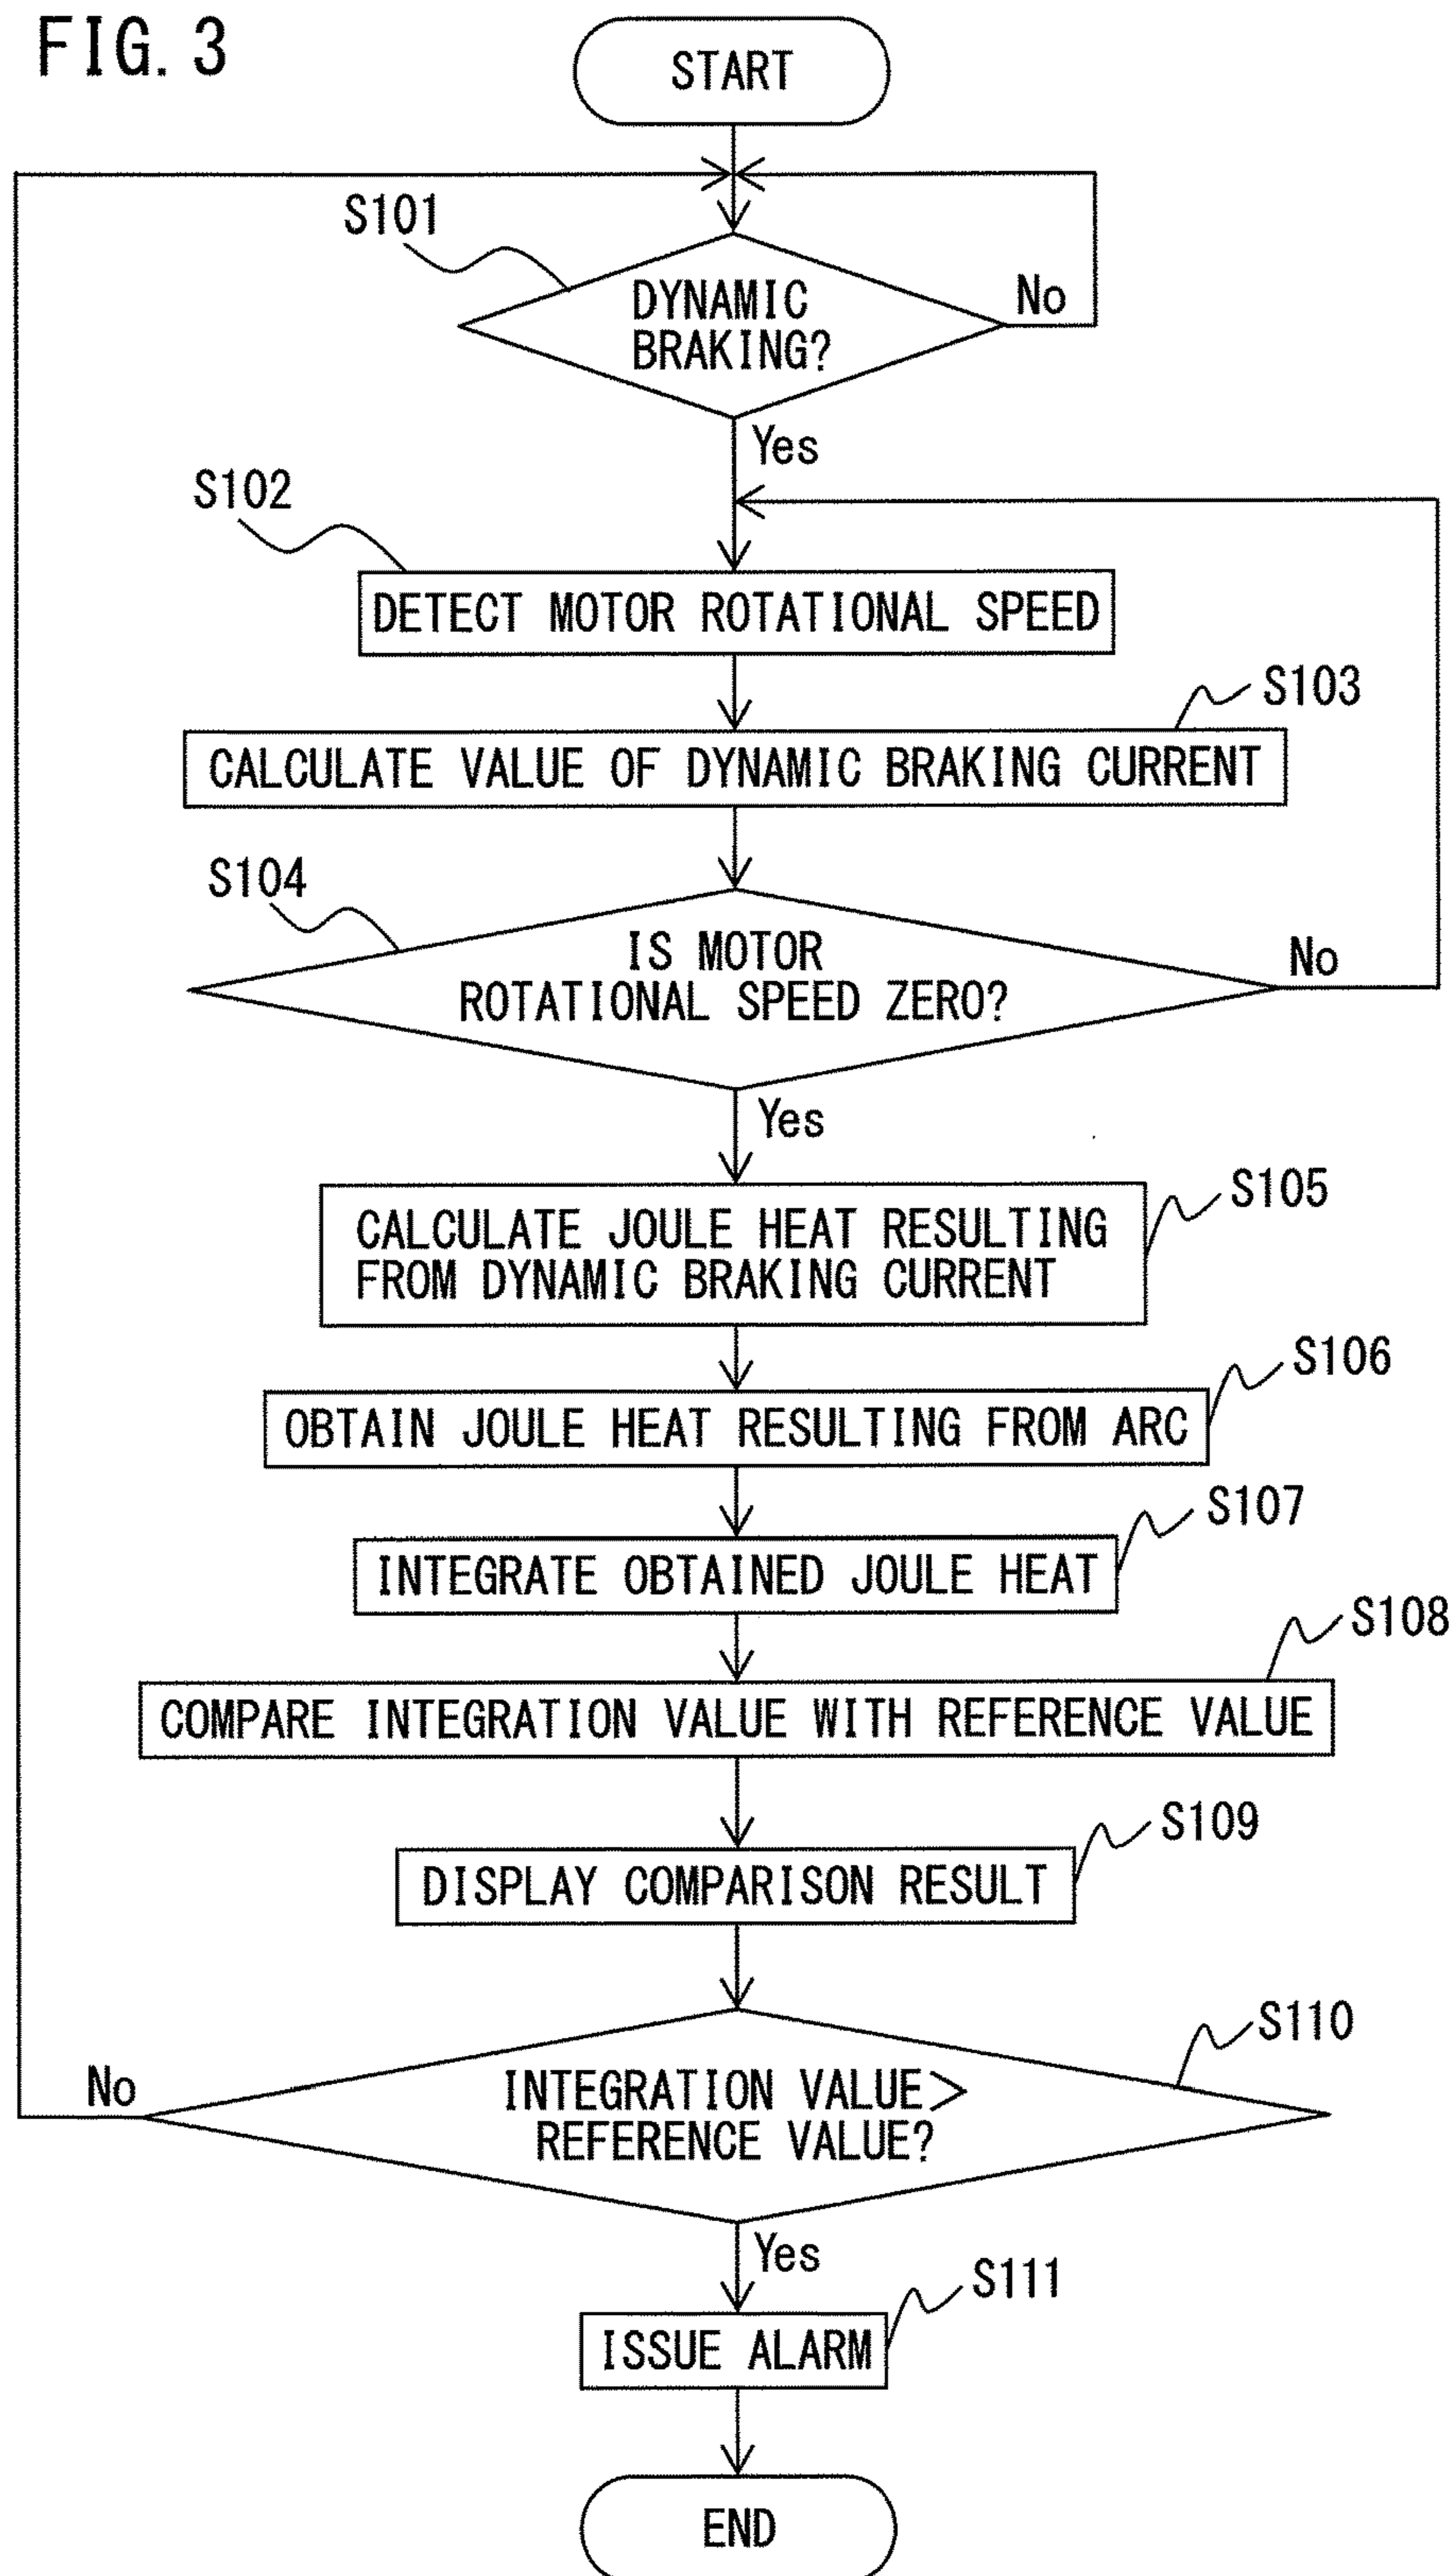 FIG. 3
START
S101
DYNAMIC
BRAKING?
No
Yes
S102
DETECT MOTOR ROTATIONAL SPEED
S103
CALCULATE VALUE OF DYNAMIC BRAKING CURRENT
S104
IS MOTOR
ROTATIONAL SPEED ZERO?
No
Yes
S105
CALCULATE JOULE HEAT RESULTING
FROM DYNAMIC BRAKING CURRENT
S106
OBTAIN JOULE HEAT RESULTING FROM ARC
S107
INTEGRATE OBTAINED JOULE HEAT
S108
COMPARE INTEGRATION VALUE WITH REFERENCE VALUE
S109
DISPLAY COMPARISON RESULT
S110
No
INTEGRATION VALUE>
REFERENCE VALUE?
Yes
S111
ISSUE ALARM
END